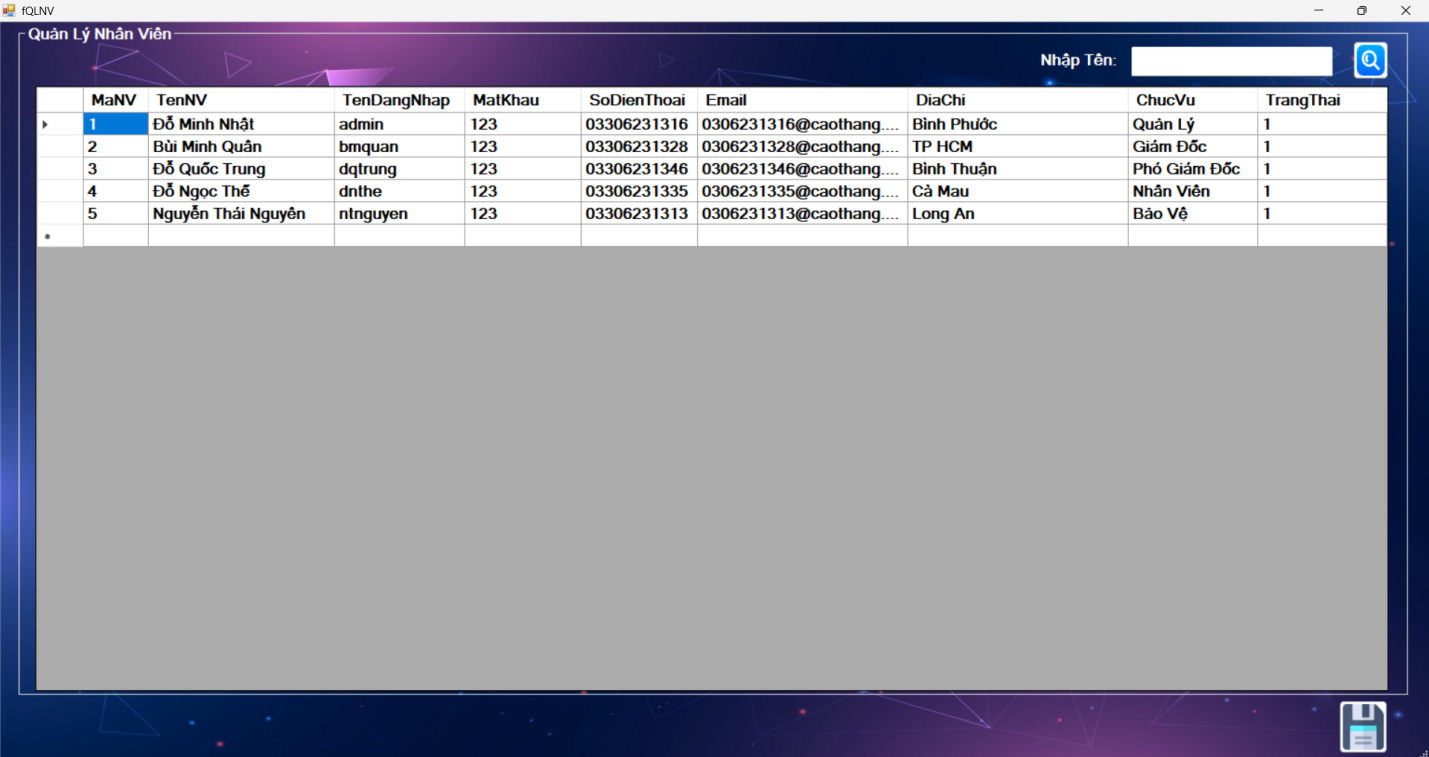 fQLNV
Quản Lý Nhân Viên
Nhập Tên:
MaNV TenNV TenDangNhap MatKhau SoDienThoai Email DiaChi ChucVu TrangThai
1 Đỗ Minh Nhật admin 123 03306231316 0306231316@caothang.... Bình Phước Quản Lý 1
2 Bùi Minh Quân bmquan 123 03306231328 0306231328@caothang.... TP HCM Giám Đốc 1
3 Đỗ Quốc Trung dqtrung 123 03306231346 0306231346@caothang.... Bình Thuận Phó Giám Đốc 1
4 Đỗ Ngọc Thế dnthe 123 03306231335 0306231335@caothang.... Cà Mau Nhân Viên 1
5 Nguyễn Thái Nguyên ntnguyen 123 03306231313 0306231313@caothang.... Long An Bảo Vệ 1